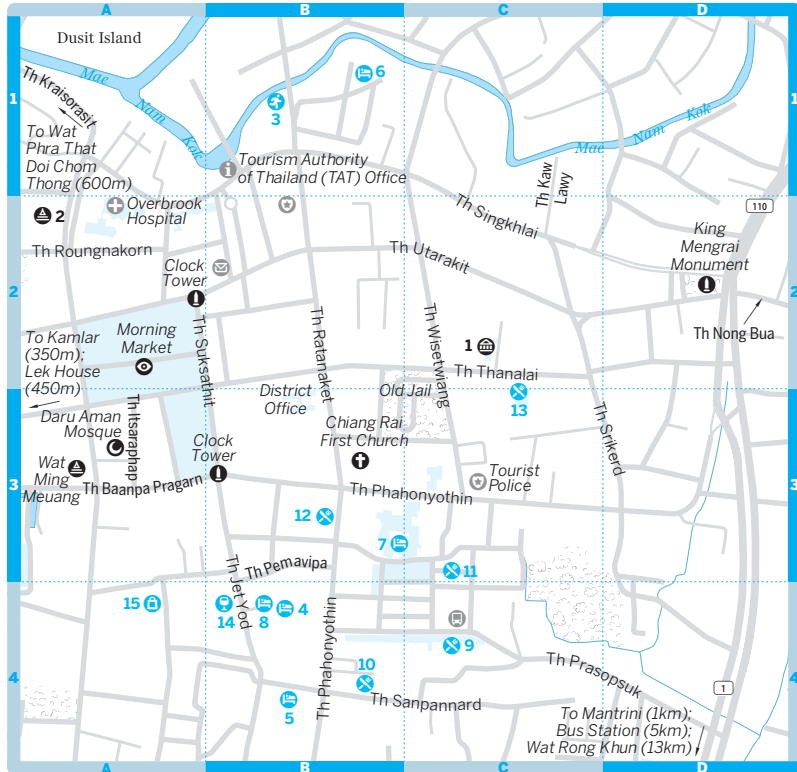 A
B
C
D
Dusit Island
Th Kraisorasit
Mae
Nam
Kok
6
3
1
1
To Wat
Phra That
Doi Chom
Thong (600m)
Tourism Authority
of Thailand (TAT) Office
Mae
Nam
Kok
Th Kaw
Lawy
2
Overbrook
Hospital
Th Singkhlai
110
King
Mengrai
Monument
Th Roungnakorn
Th Utarakit
Clock
Tower
2
2
To Kamlar
(350m);
Lek House
(450m)
Morning
Market
Th Suksathit
Th Ratanaket
Th Wisetwiang
1
Th Nong Bua
Th Thanalai
13
District
Office
Old Jail
Th Srikerd
Daru Aman
Mosque
Th Itsaraphap
Chiang Rai
First Church
Clock
Tower
Wat
Ming
Meuang
Th Baanpa Pragarn
Tourist
Police
Th Phahonyothin
3
3
12
7
11
Th Pemavipa
Th Jet Yod
15
14
8
4
Th Phahonyothin
9
10
Th Prasopsuk
4
4
5
Th Sanpannard
1
To Mantrini (1km);
Bus Station (5km);
Wat Rong Khun (13km)
A
B
C
D